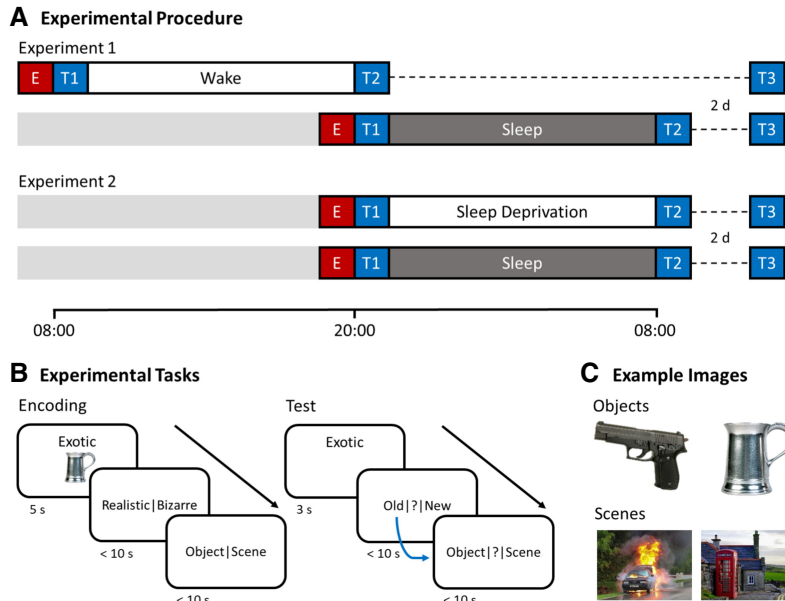 A Experimental Procedure
Experiment 1
E T1 Wake T2 T3
2 d
E T1 Sleep T2 T3
Experiment 2
E T1 Sleep Deprivation T2 T3
2 d
E T1 Sleep T2 T3
08:00 20:00 08:00
B Experimental Tasks
C Example Images
Encoding
Test
Objects
Exotic
Exotic
5 s
Realistic|Bizarre
3 s
Old|?|New
Scenes
< 10 s
Object|Scene
< 10 s
Object|?|Scene
< 10 s
< 10 s